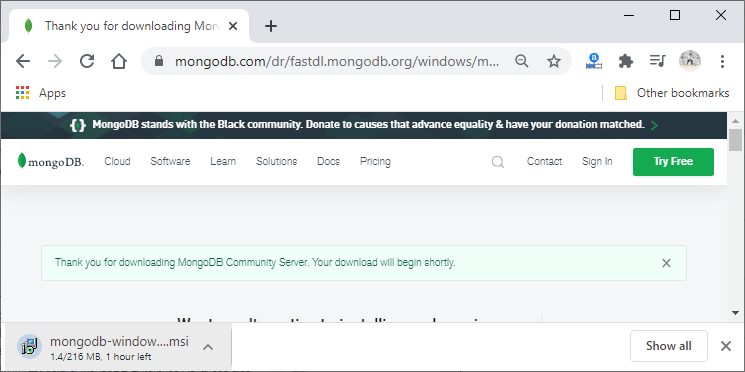 Thank you for downloading Mon
mongodb.com/dr/fastdl.mongodb.org/windows/m...
Apps
Other bookmarks
MongoDB stands with the Black community. Donate to causes that advance equality & have your donation matched.
mongoDB.
Cloud
Software
Learn
Solutions
Docs
Pricing
Contact
Sign In
Try Free
Thank you for downloading MongoDB Community Server. Your download will begin shortly.
mongodb-window....msi
1.4/216 MB, 1 hour left
Show all